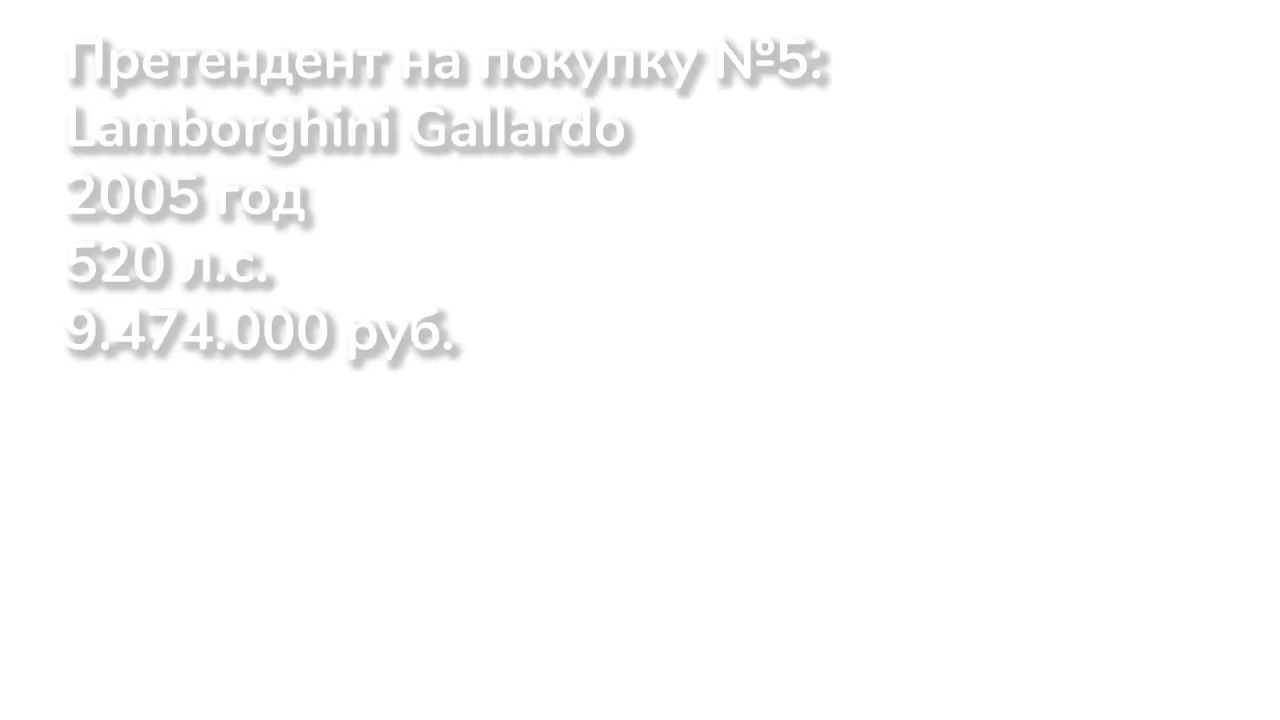 Претендент на покупку №5:
Lamborghini Gallardo
2005 год
520 л.с.
9.474.000 руб.